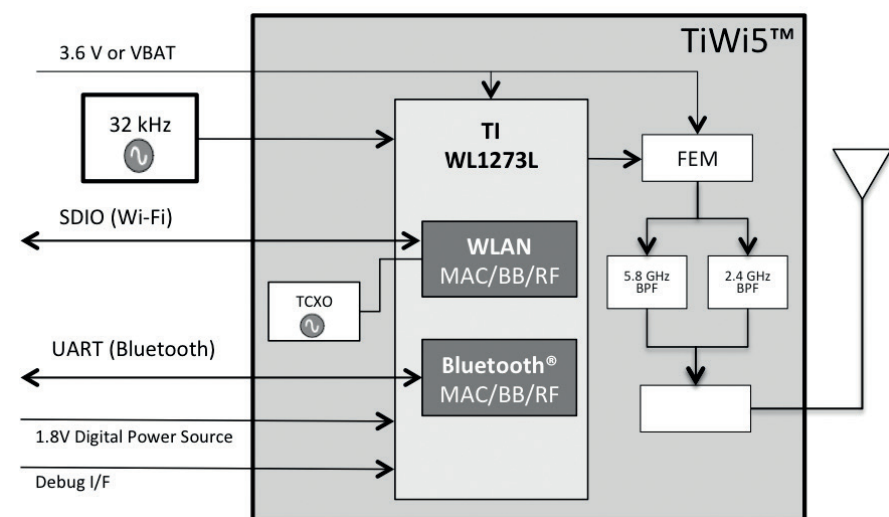 TiWi5™
3.6 V or VBAT
32 kHz
TI
WL1273L
FEM
SDIO (Wi-Fi)
WLAN
MAC/BB/RF
5.8 GHz
BPF
2.4 GHz
BPF
TCXO
UART (Bluetooth)
Bluetooth®
MAC/BB/RF
1.8V Digital Power Source
Debug I/F